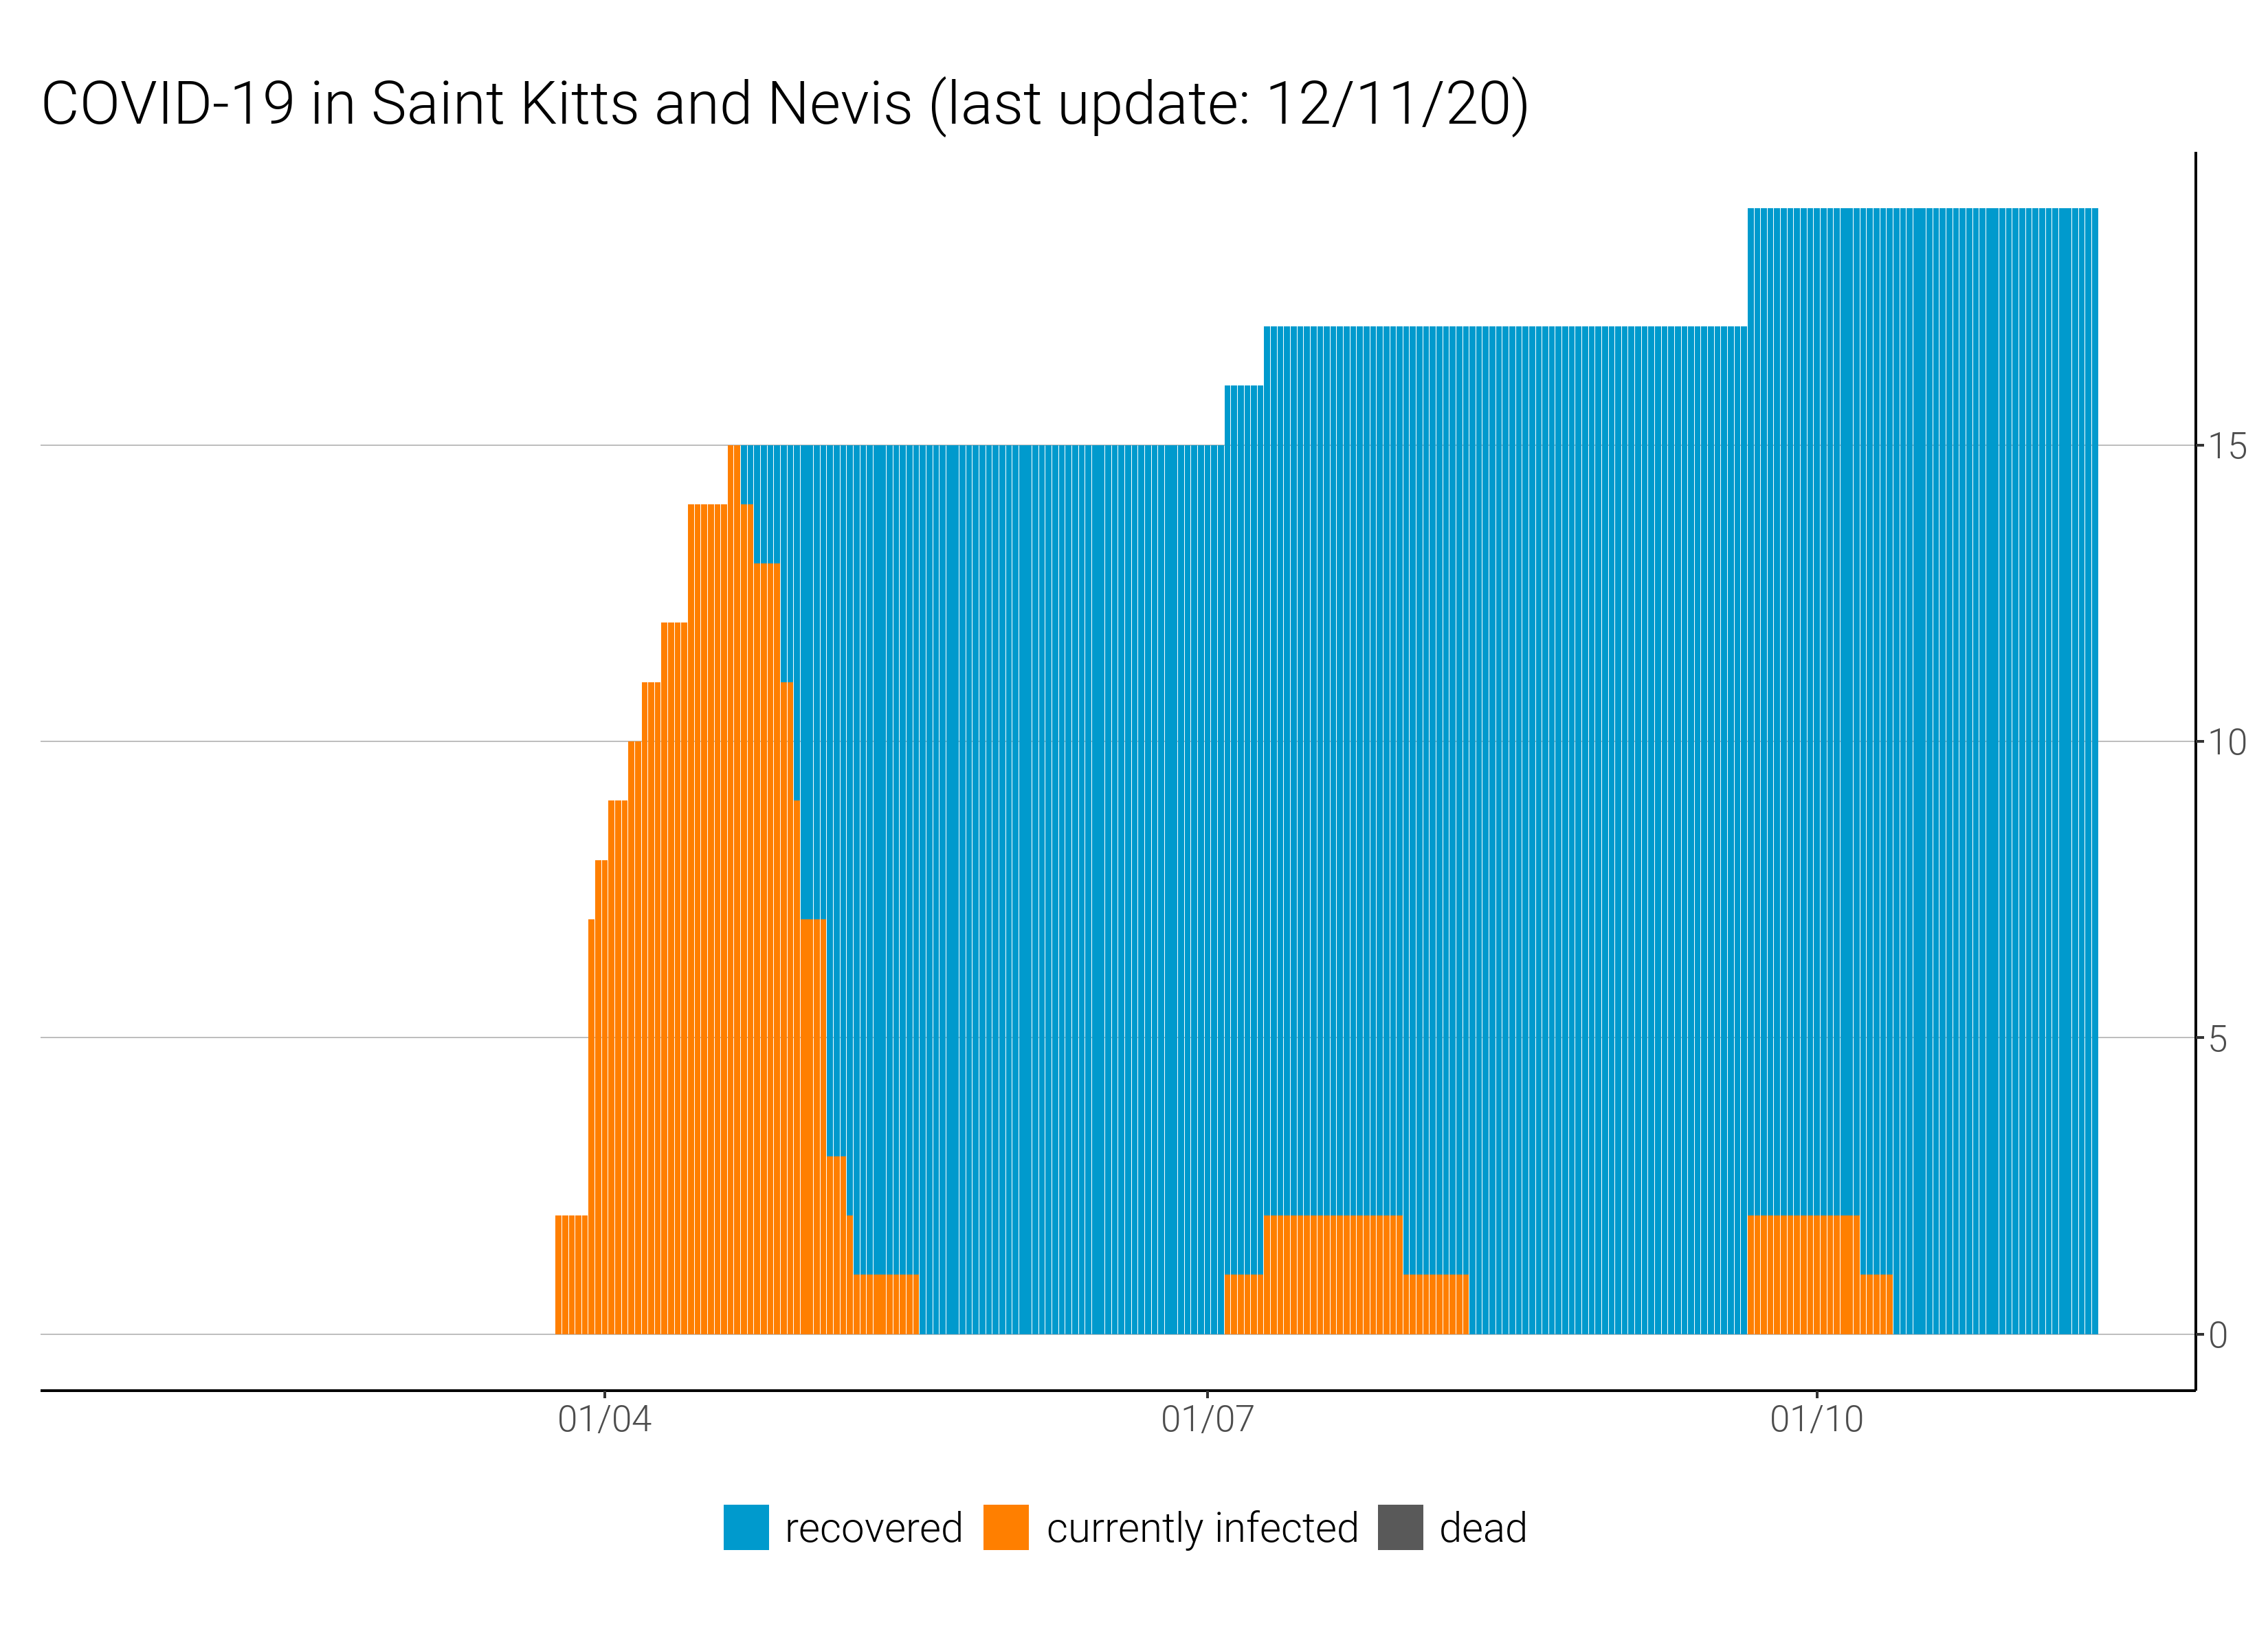 COVID-19 in Saint Kitts and Nevis (last update: 12/11/20)
15
10
5
0
01/04 01/07 01/10
recovered currently infected dead